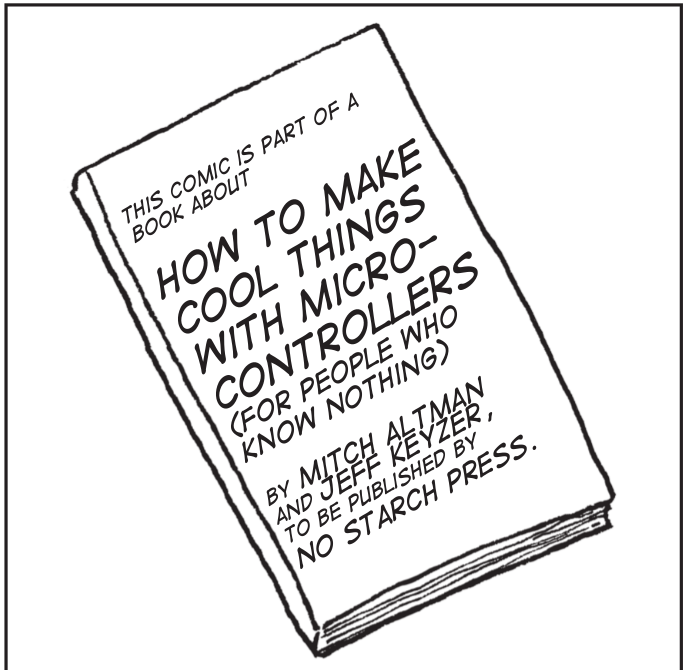 THIS COMIC IS PART OF A
BOOK ABOUT
HOW TO MAKE
COOL THINGS
WITH MICRO-
CONTROLLERS
(FOR PEOPLE WHO
KNOW NOTHING)
BY MITCH ALTMAN
AND JEFF KEYZER,
TO BE PUBLISHED BY
NO STARCH PRESS.